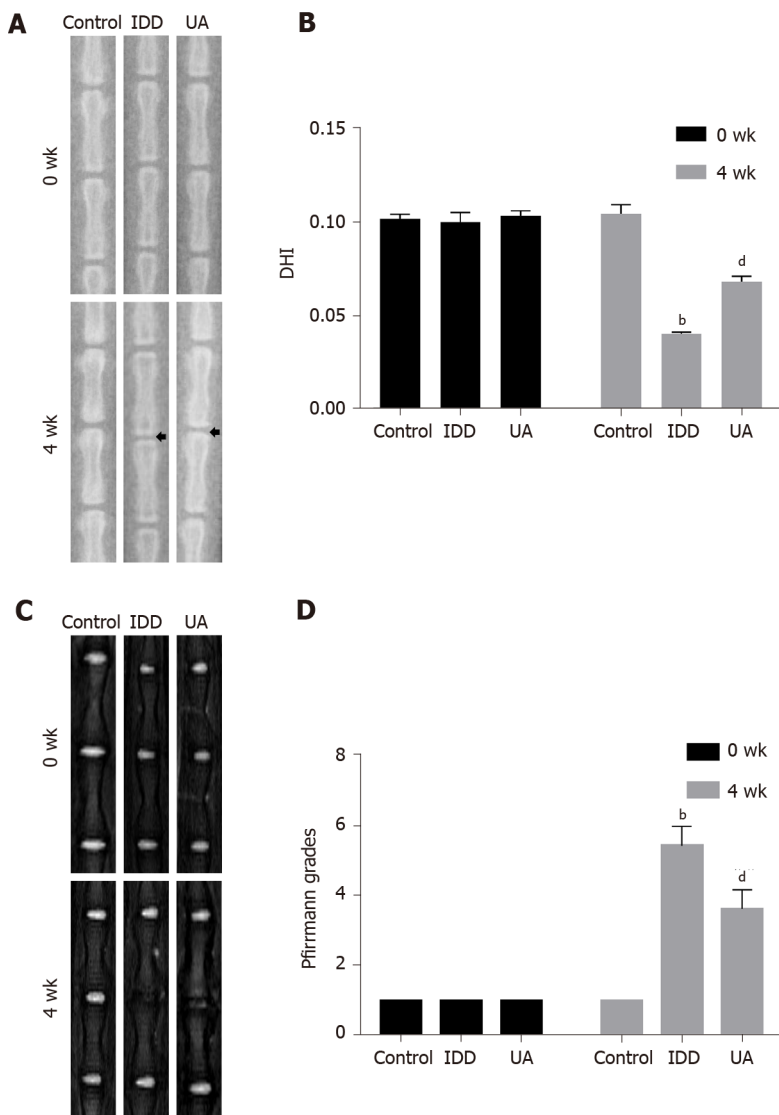 A
Control IDD UA
0 wk
4 wk
B
0 wk
4 wk
0.15
0.10
0.05
0.00
DHI
b
d
Control IDD UA Control IDD UA
C
Control IDD UA
0 wk
4 wk
D
0 wk
4 wk
8
6
4
2
0
Pfirrmann grades
b
d
Control IDD UA Control IDD UA